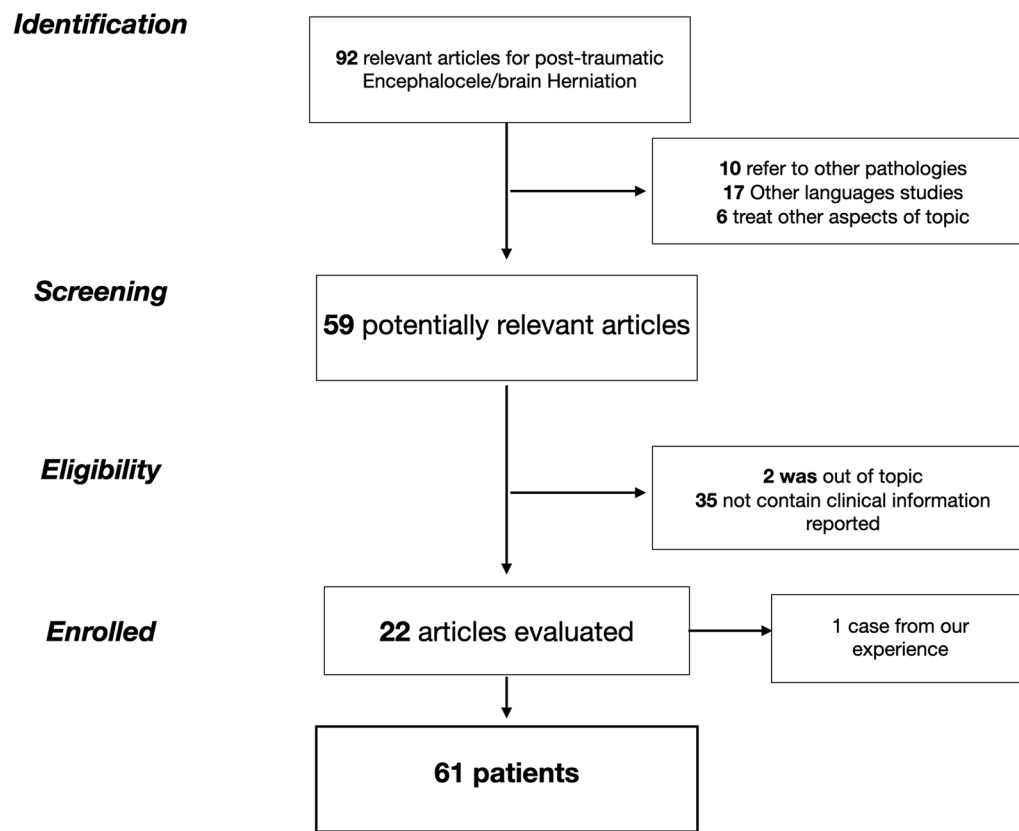 Identification
92 relevant articles for post-traumatic
Encephalocele/brain Herniation
10 refer to other pathologies
17 Other languages studies
6 treat other aspects of topic
Screening
59 potentially relevant articles
Eligibility
2 was out of topic
35 not contain clinical information
reported
Enrolled
22 articles evaluated
1 case from our
experience
61 patients